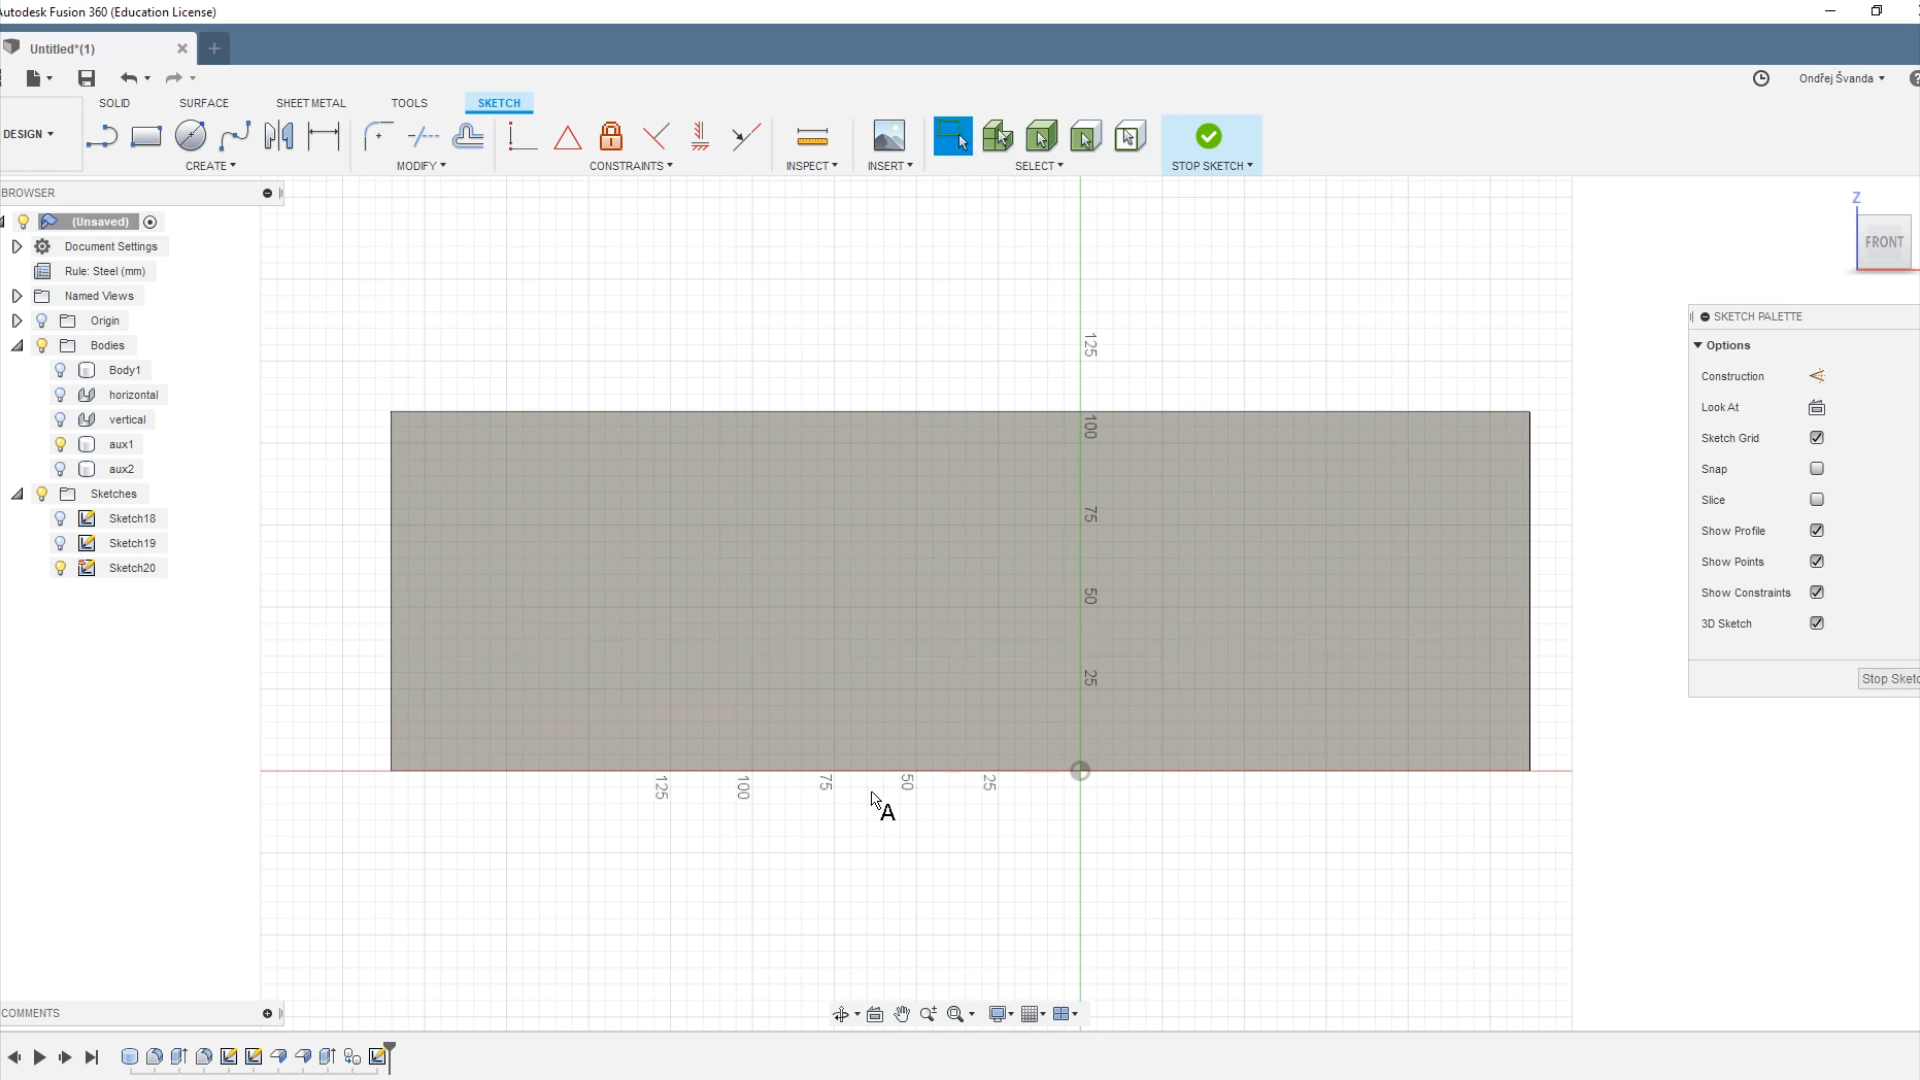 Autodesk Fusion 360 (Education License)
Untitled*(1)
Ondřej Švanda
SOLID
SURFACE
SHEET METAL
TOOLS
SKETCH
DESIGN
CREATE
MODIFY
CONSTRAINTS
INSPECT
INSERT
SELECT
STOP SKETCH
BROWSER
(Unsaved)
Document Settings
Rule: Steel (mm)
Named Views
Origin
Bodies
Body1
horizontal
vertical
aux1
aux2
Sketches
Sketch18
Sketch19
Sketch20
Z
FRONT
SKETCH PALETTE
Options
Construction
Look At
Sketch Grid
Snap
Slice
Show Profile
Show Points
Show Constraints
3D Sketch
Stop Sketc
125
100
75
50
25
125
100
75
50
25
A
COMMENTS